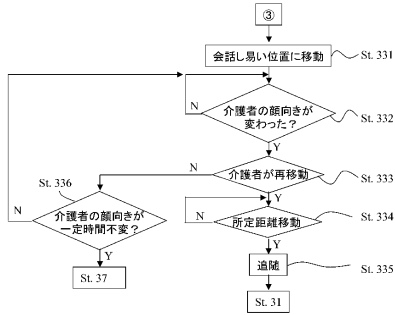 ③
会話し易い位置に移動
St. 331
介護者の顔向きが
変わった？
N
St. 332
Y
介護者が再移動
N
St. 333
St. 336
Y
介護者の顔向きが
一定時間不変？
N
所定距離移動
N
St. 334
Y
Y
St. 37
追随
St. 335
St. 31